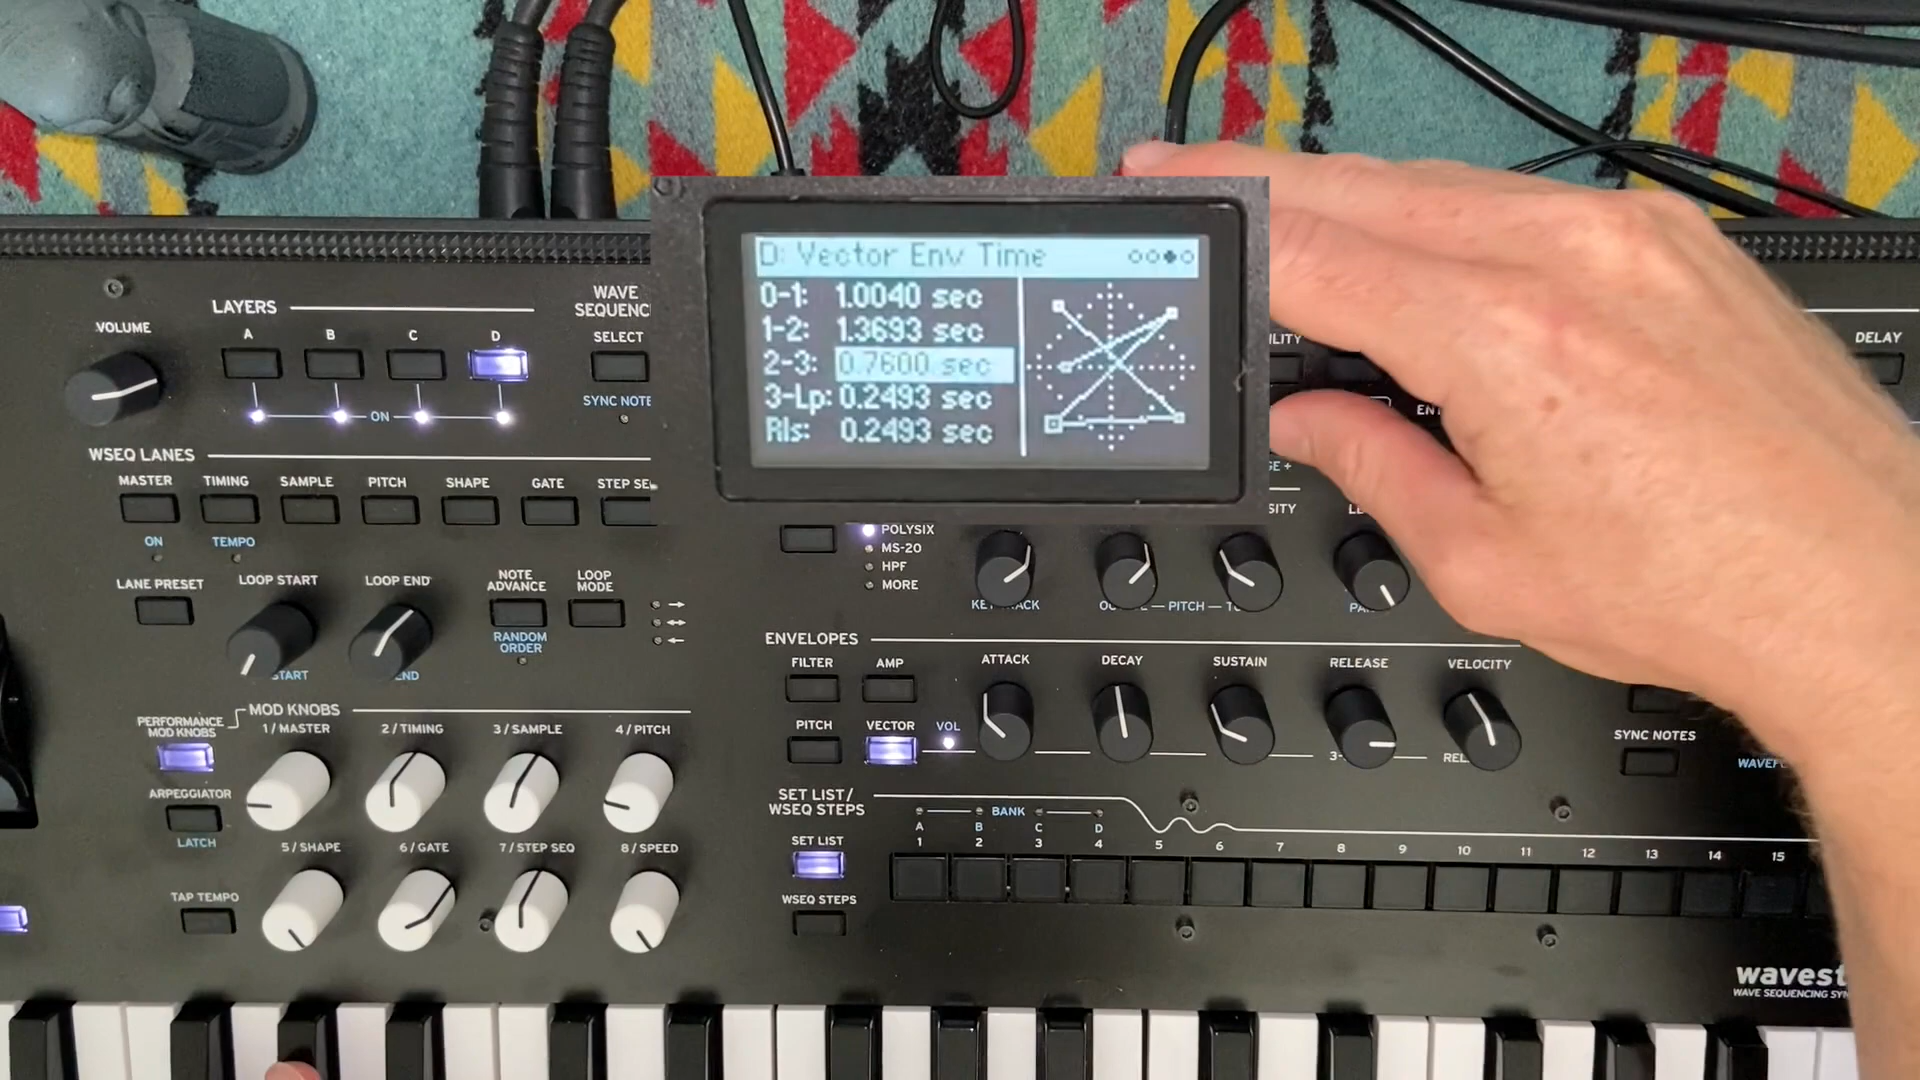 D: Vector Env Time
0-1: 1.0040 sec
1-2: 1.3693 sec
2-3: 0.7600 sec
3-Lp: 0.2493 sec
Rls: 0.2493 sec
VOLUME
LAYERS
A B C D
ON
WAVE
SELECT
SYNC
DELAY
WSEQ LANES
MASTER TIMING SAMPLE PITCH SHAPE GATE STEP
ON TEMPO
LANE PRESET
LOOP START
LOOP END
NOTE
ADVANCE
RANDOM
ORDER
LOOP
MODE
POLYSIX
MS-20
HPF
MORE
PITCH
ENVELOPES
FILTER AMP ATTACK DECAY SUSTAIN RELEASE VELOCITY
PITCH VECTOR VOL
SYNC NOTES
PERFORMANCE
MOD KNOBS
MOD KNOBS
1 / MASTER 2 / TIMING 3 / SAMPLE 4 / PITCH
ARPEGGIATOR
LATCH
5 / SHAPE 6 / GATE 7 / STEP SEQ 8 / SPEED
TAP TEMPO
SET LIST /
WSEQ STEPS
BANK
A B C D
SET LIST
1 2 3 4 5 6 7 8 9 10 11 12 13 14 15
WSEQ STEPS
wavest
WAVE SEQUENCING